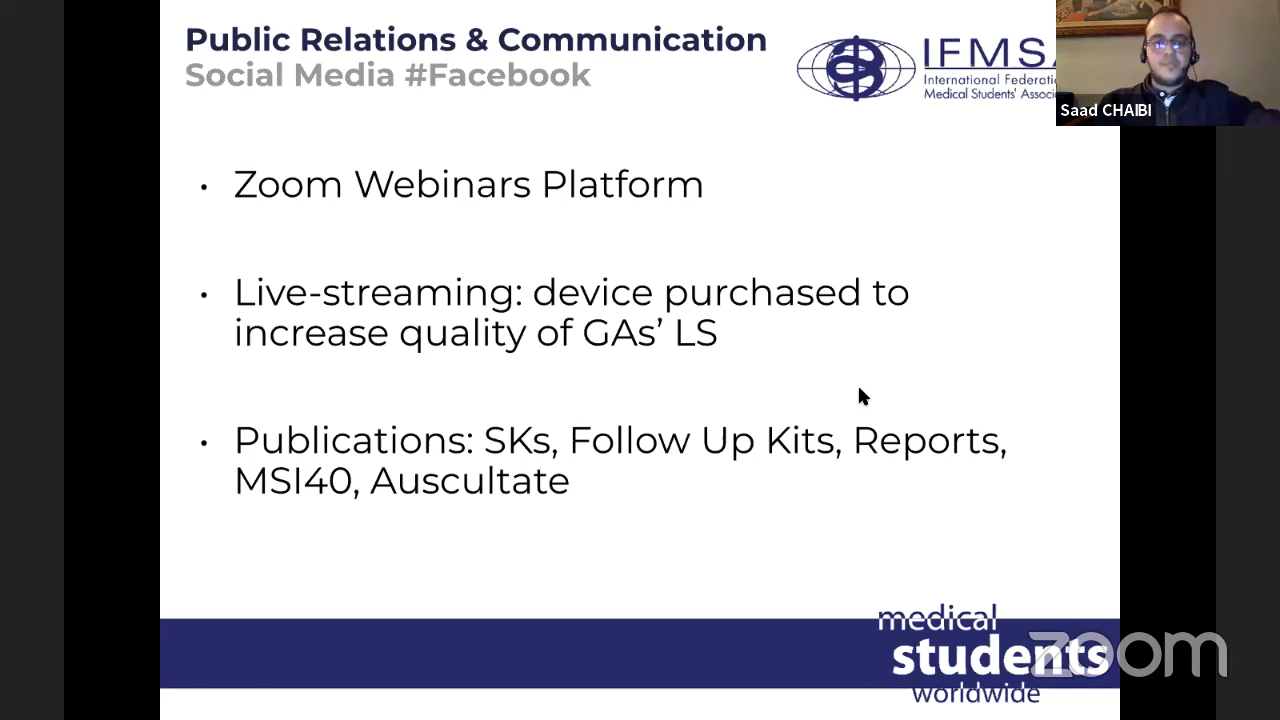 Public Relations & Communication
Social Media #Facebook
IFMSA
International Federati
Medical Students' Assoc
Saad CHAIBI
• Zoom Webinars Platform
• Live-streaming: device purchased to
increase quality of GAs’ LS
• Publications: SKs, Follow Up Kits, Reports,
MSI40, Auscultate
medical
students
worldwide
zoom